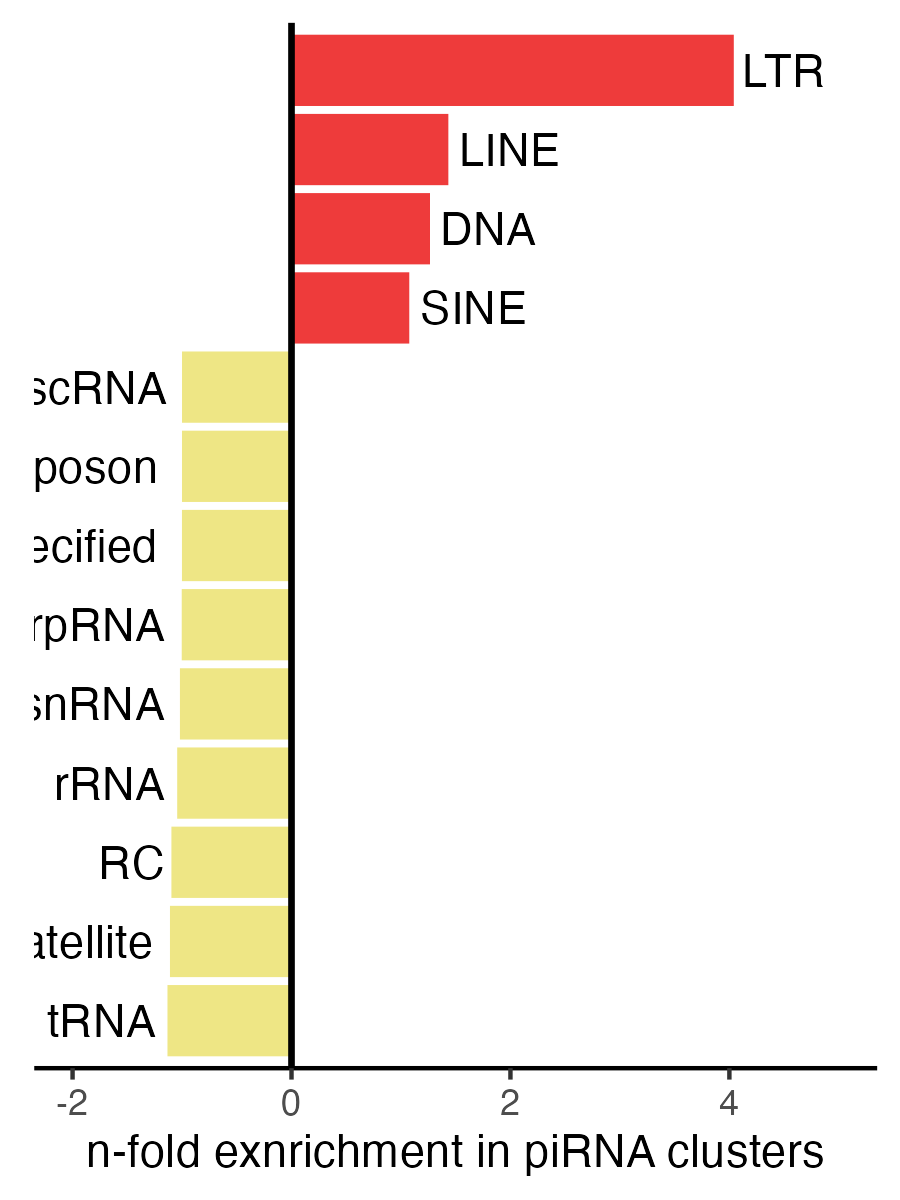 LTR
LINE
DNA
SINE
scRNA
poson
ecified
rpRNA
snRNA
rRNA
RC
atellite
tRNA
-2 0 2 4
n-fold exnrichment in piRNA clusters